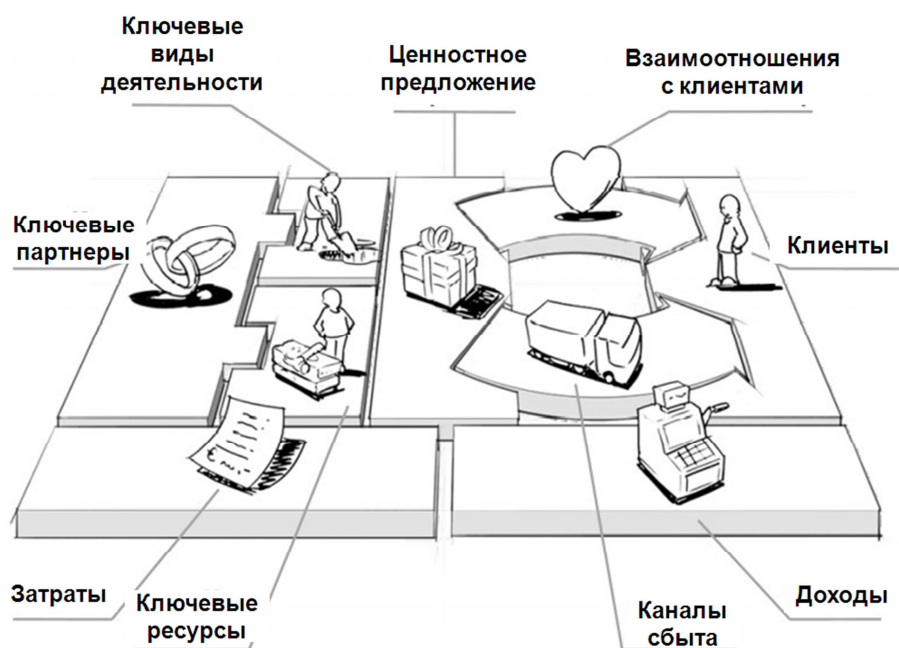 Ключевые
виды
деятельности
Ценностное
предложение
Взаимоотношения
с клиентами
Ключевые
партнеры
Клиенты
Затраты
Ключевые
ресурсы
Каналы
сбыта
Доходы